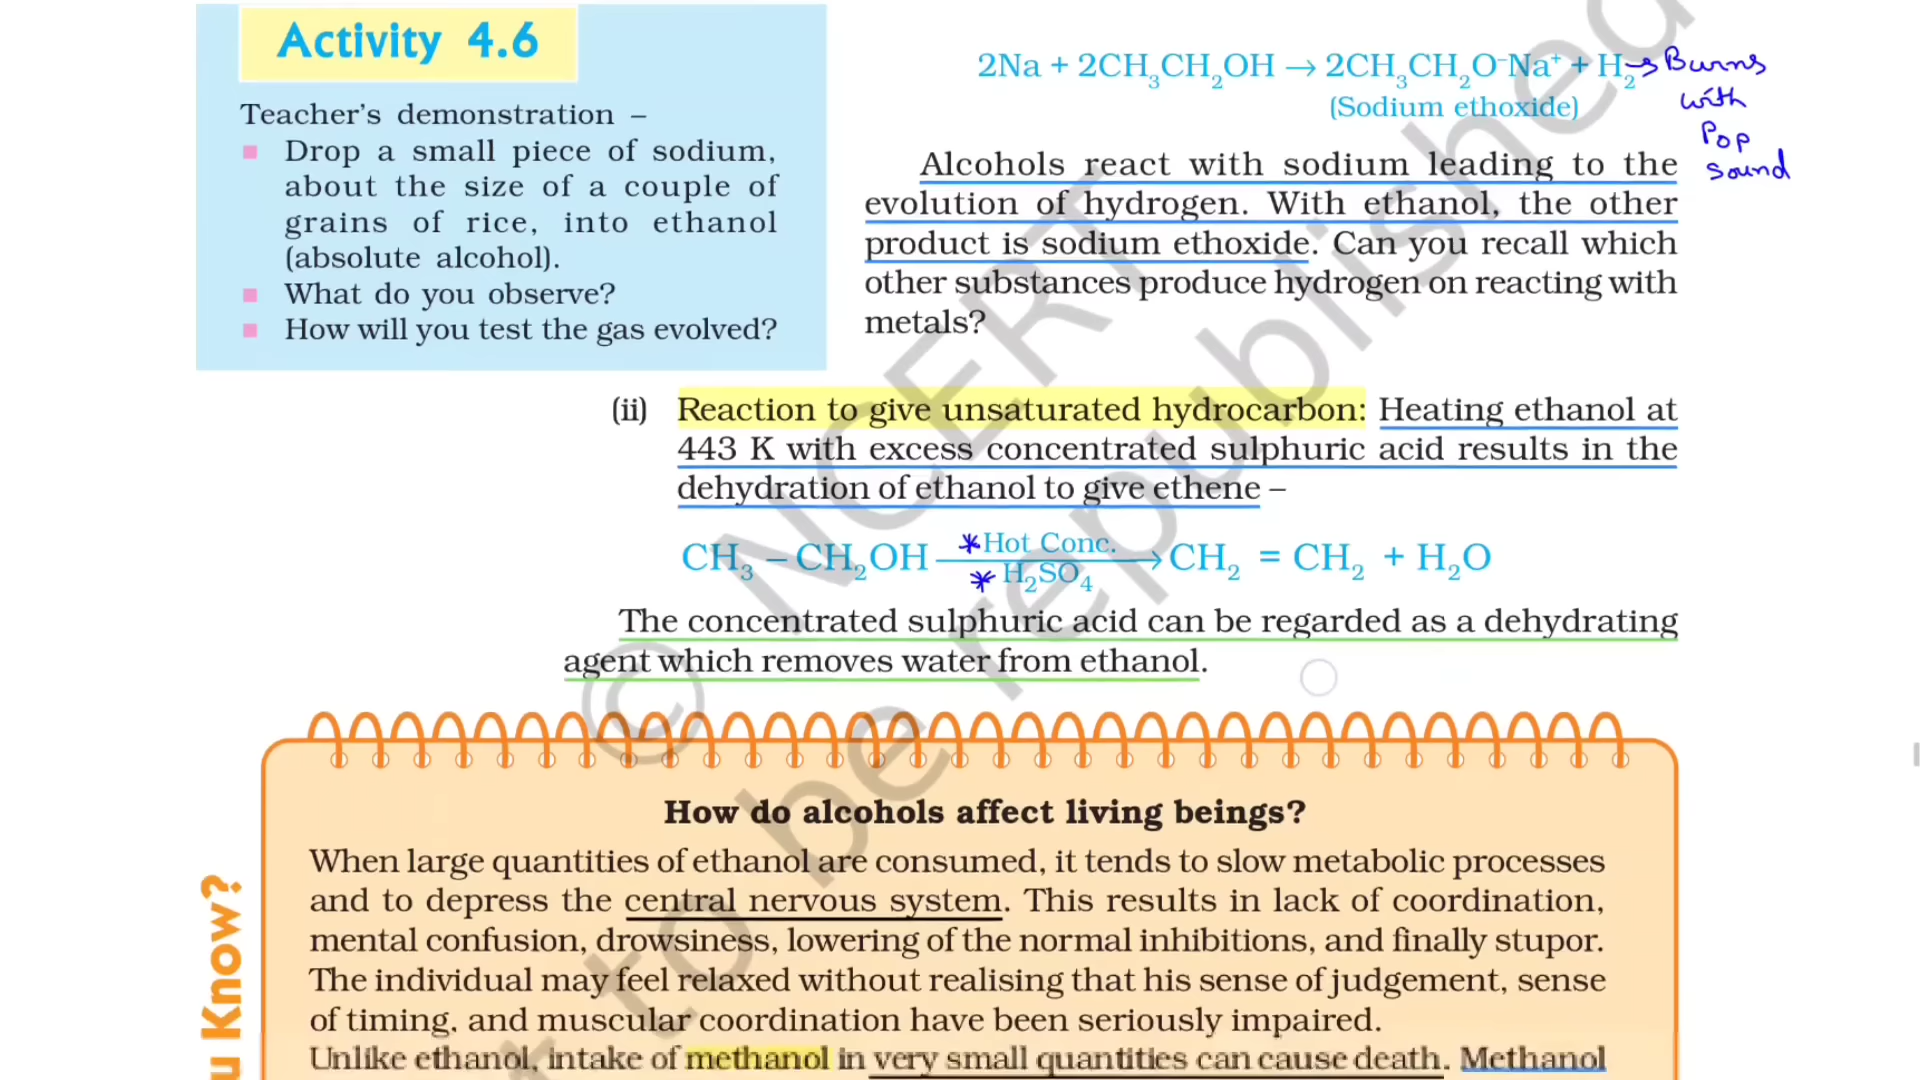 Activity 4.6
Teacher’s demonstration –
Drop a small piece of sodium,
about the size of a couple of
grains of rice, into ethanol
(absolute alcohol).
What do you observe?
How will you test the gas evolved?
2Na + 2CH₃CH₂OH → 2CH₃CH₂O⁻Na⁺ + H₂ → Burns
with
Pop
sound
(Sodium ethoxide)
Alcohols react with sodium leading to the
evolution of hydrogen. With ethanol, the other
product is sodium ethoxide. Can you recall which
other substances produce hydrogen on reacting with
metals?
(ii) Reaction to give unsaturated hydrocarbon: Heating ethanol at
443 K with excess concentrated sulphuric acid results in the
dehydration of ethanol to give ethene –
*Hot Conc.
CH₃ – CH₂OH → CH₂ = CH₂ + H₂O
* H₂SO₄
The concentrated sulphuric acid can be regarded as a dehydrating
agent which removes water from ethanol.
© NCERT
to be republished
u Know?
How do alcohols affect living beings?
When large quantities of ethanol are consumed, it tends to slow metabolic processes
and to depress the central nervous system. This results in lack of coordination,
mental confusion, drowsiness, lowering of the normal inhibitions, and finally stupor.
The individual may feel relaxed without realising that his sense of judgement, sense
of timing, and muscular coordination have been seriously impaired.
Unlike ethanol, intake of methanol in very small quantities can cause death. Methanol